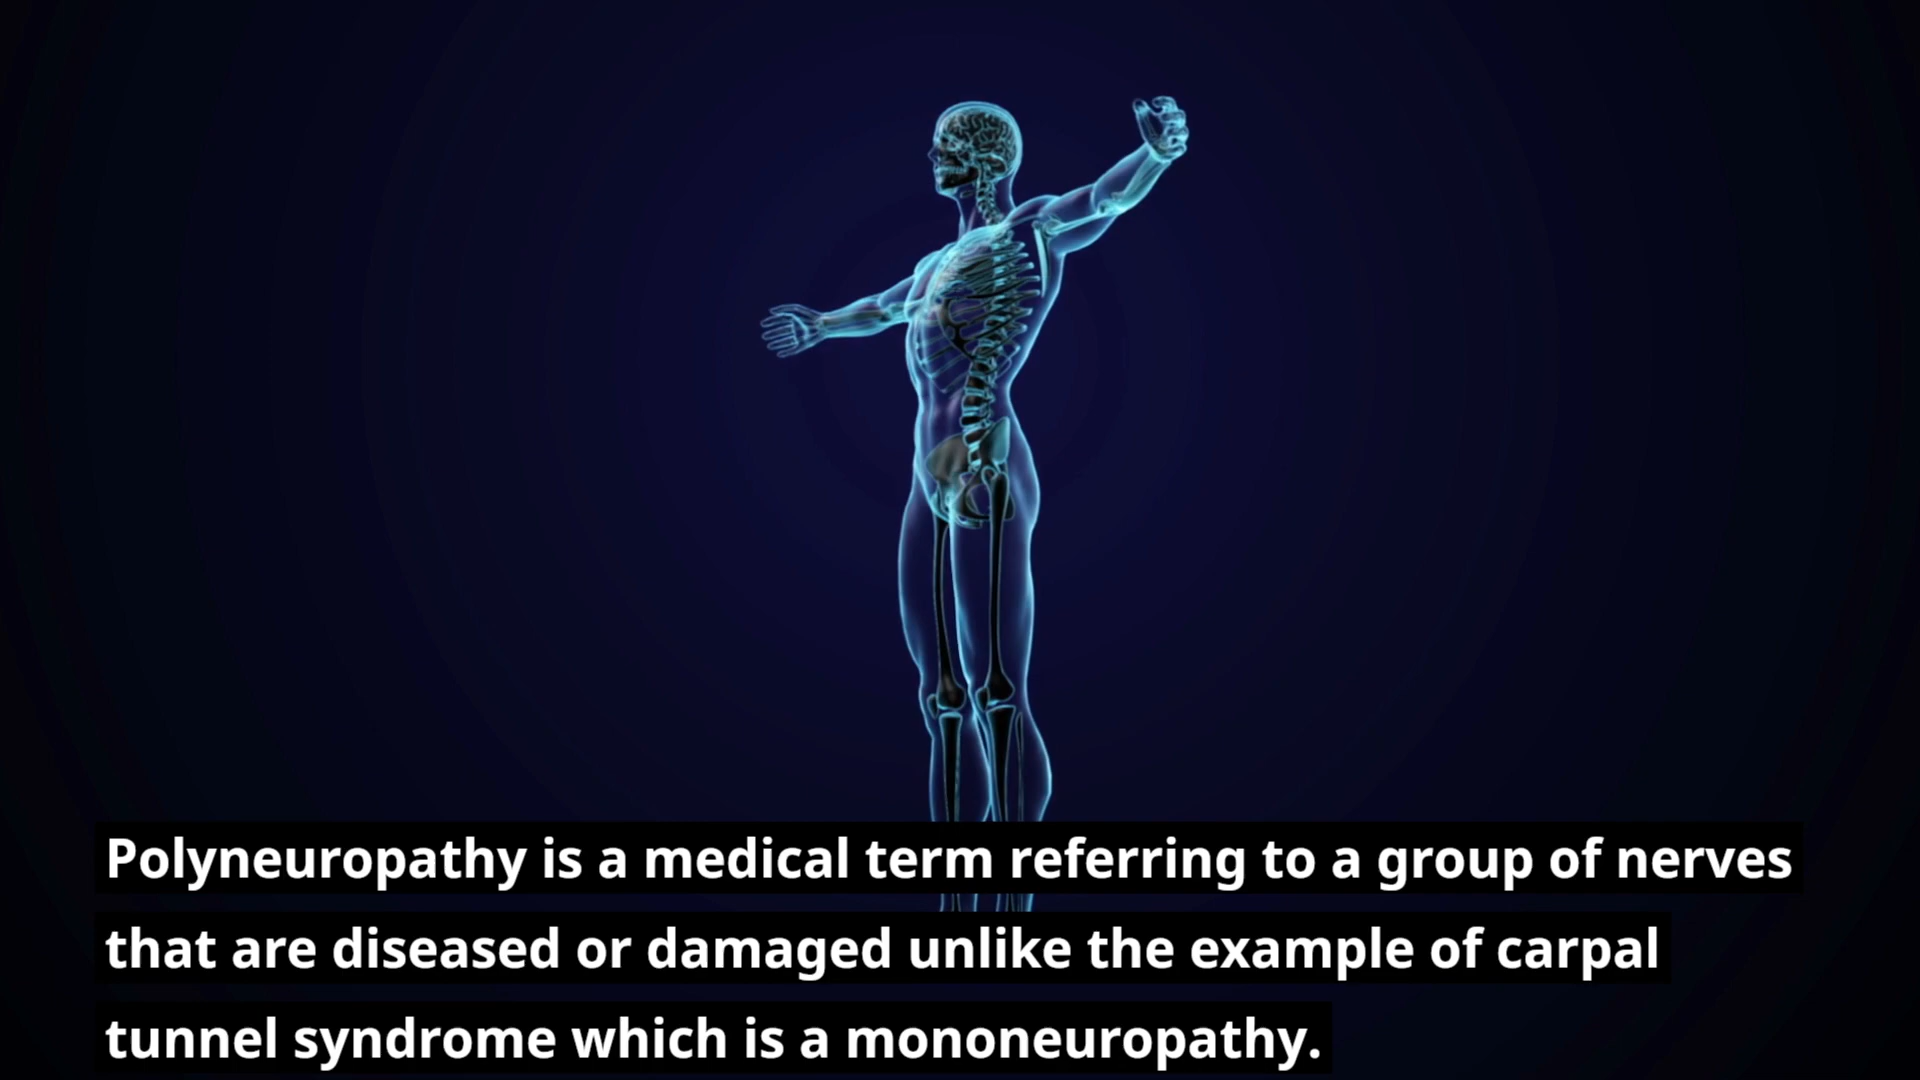 Polyneuropathy is a medical term referring to a group of nerves
that are diseased or damaged unlike the example of carpal
tunnel syndrome which is a mononeuropathy.